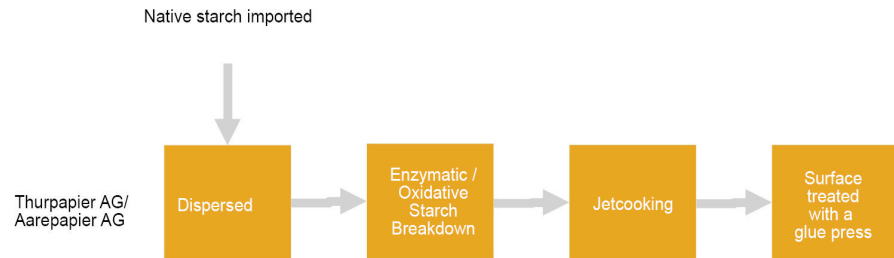 Native starch imported
Thurpapier AG/
Aarepapier AG
Dispersed
Enzymatic /
Oxidative
Starch
Breakdown
Jetcooking
Surface
treated
with a
glue press